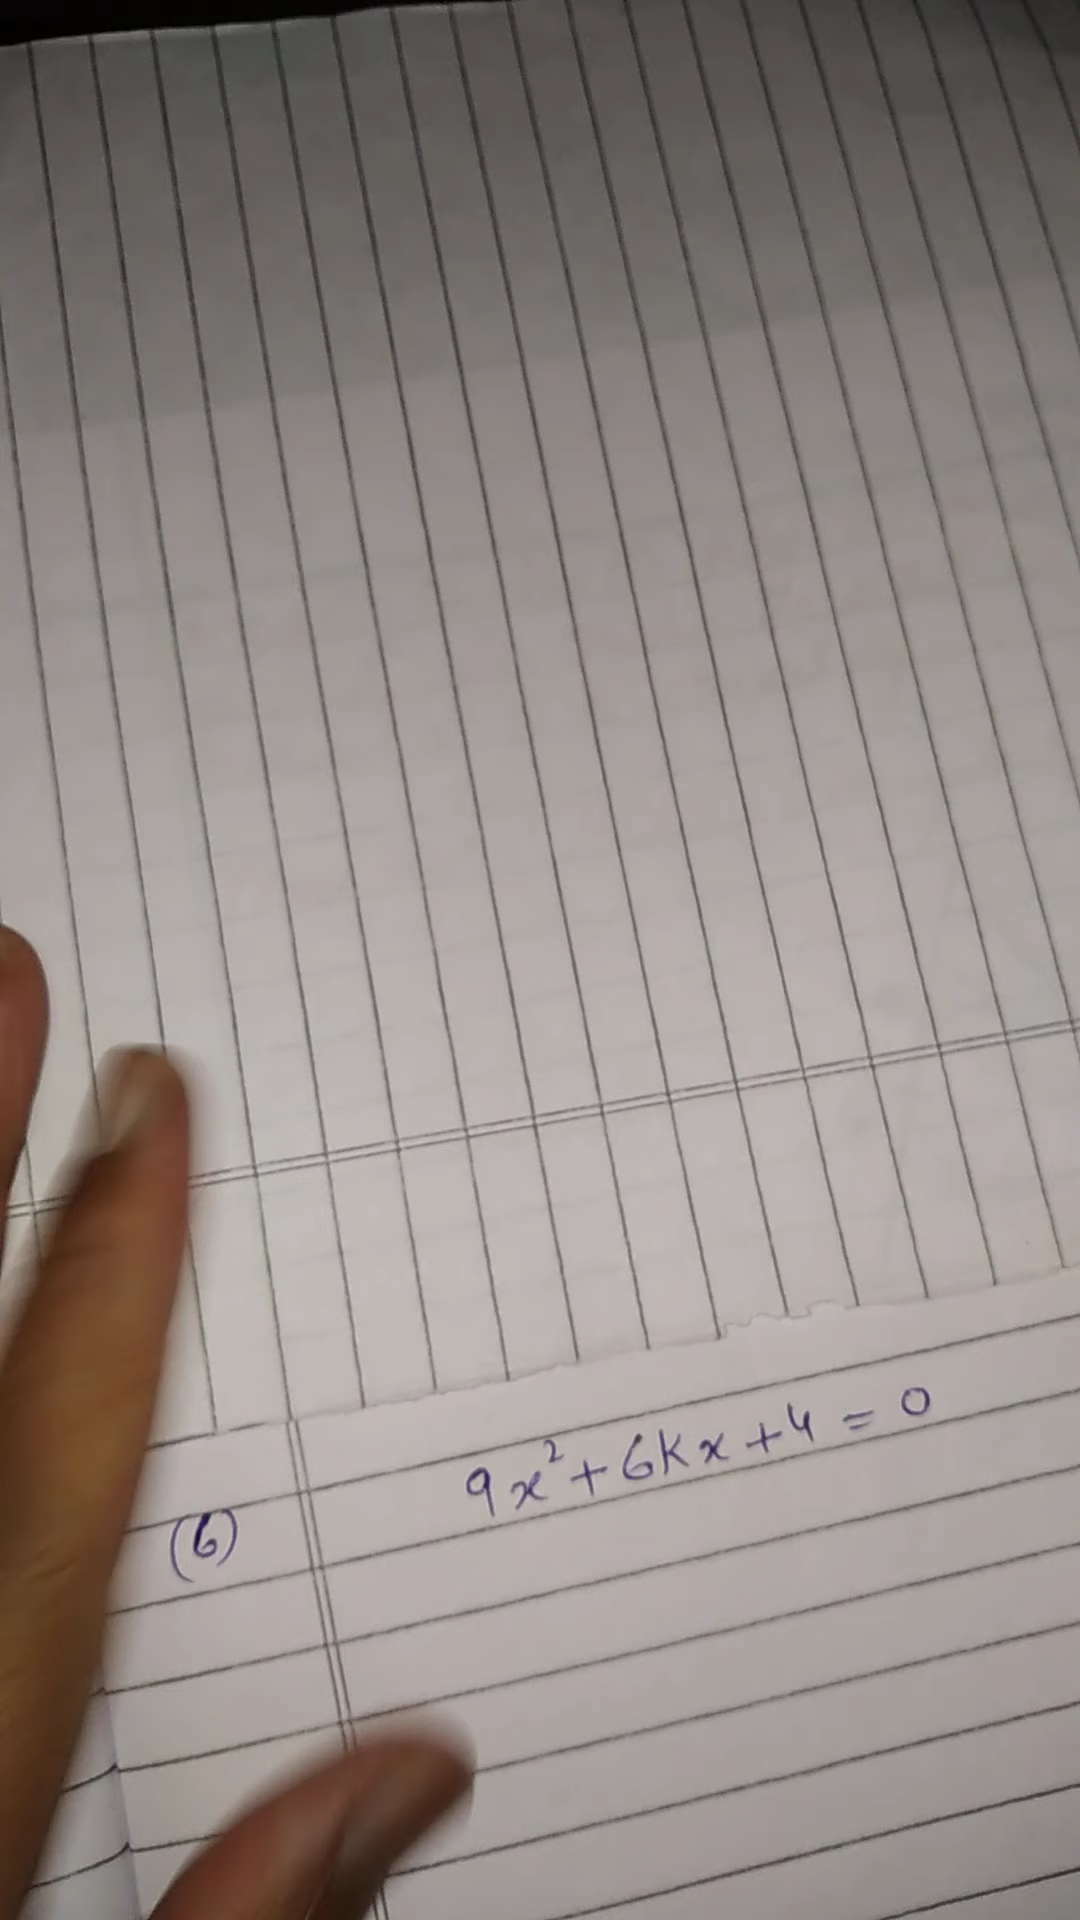 (6) 9x² + 6kx + 4 = 0